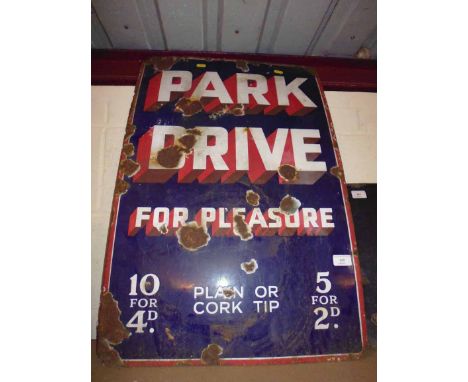 PARK
DRIVE
FOR PLEASURE
10
FOR
4D.
PLAIN OR
CORK TIP
5
FOR
2D.